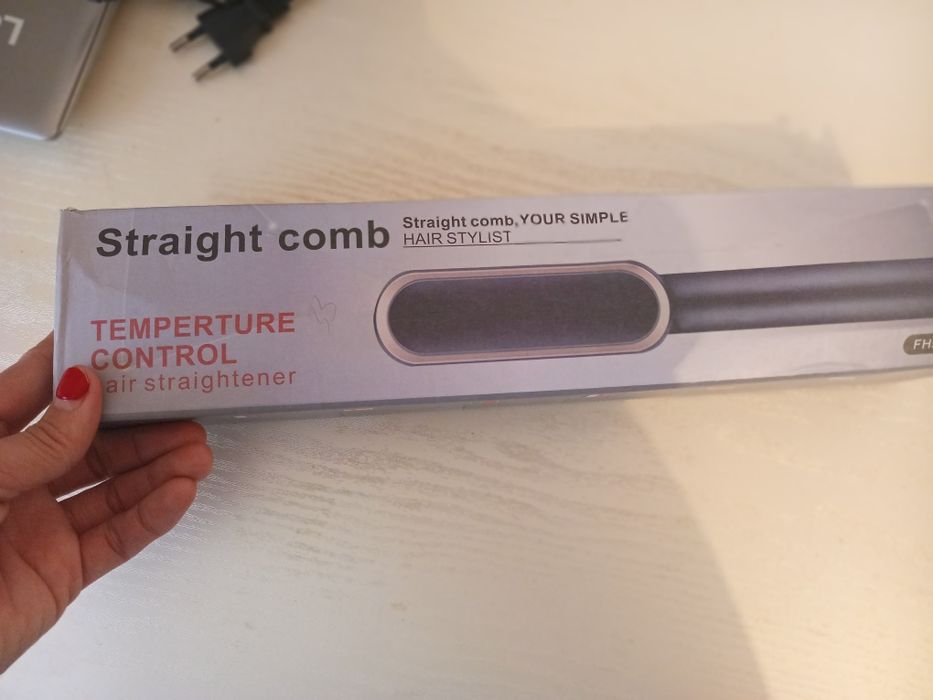 Straight comb
Straight comb,YOUR SIMPLE
HAIR STYLIST
TEMPERTURE
CONTROL
air straightener